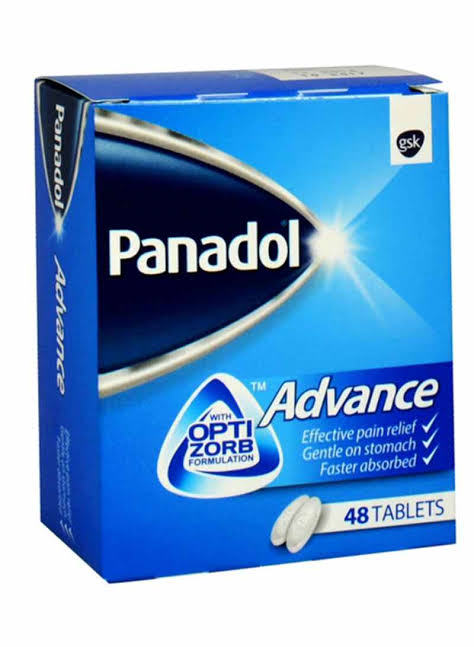 gsk
Panadol
Advance
WITH
OPTI
ZORB
FORMULATION
TM
Advance
Effective pain relief
Gentle on stomach
Faster absorbed
48 TABLETS
Panadol